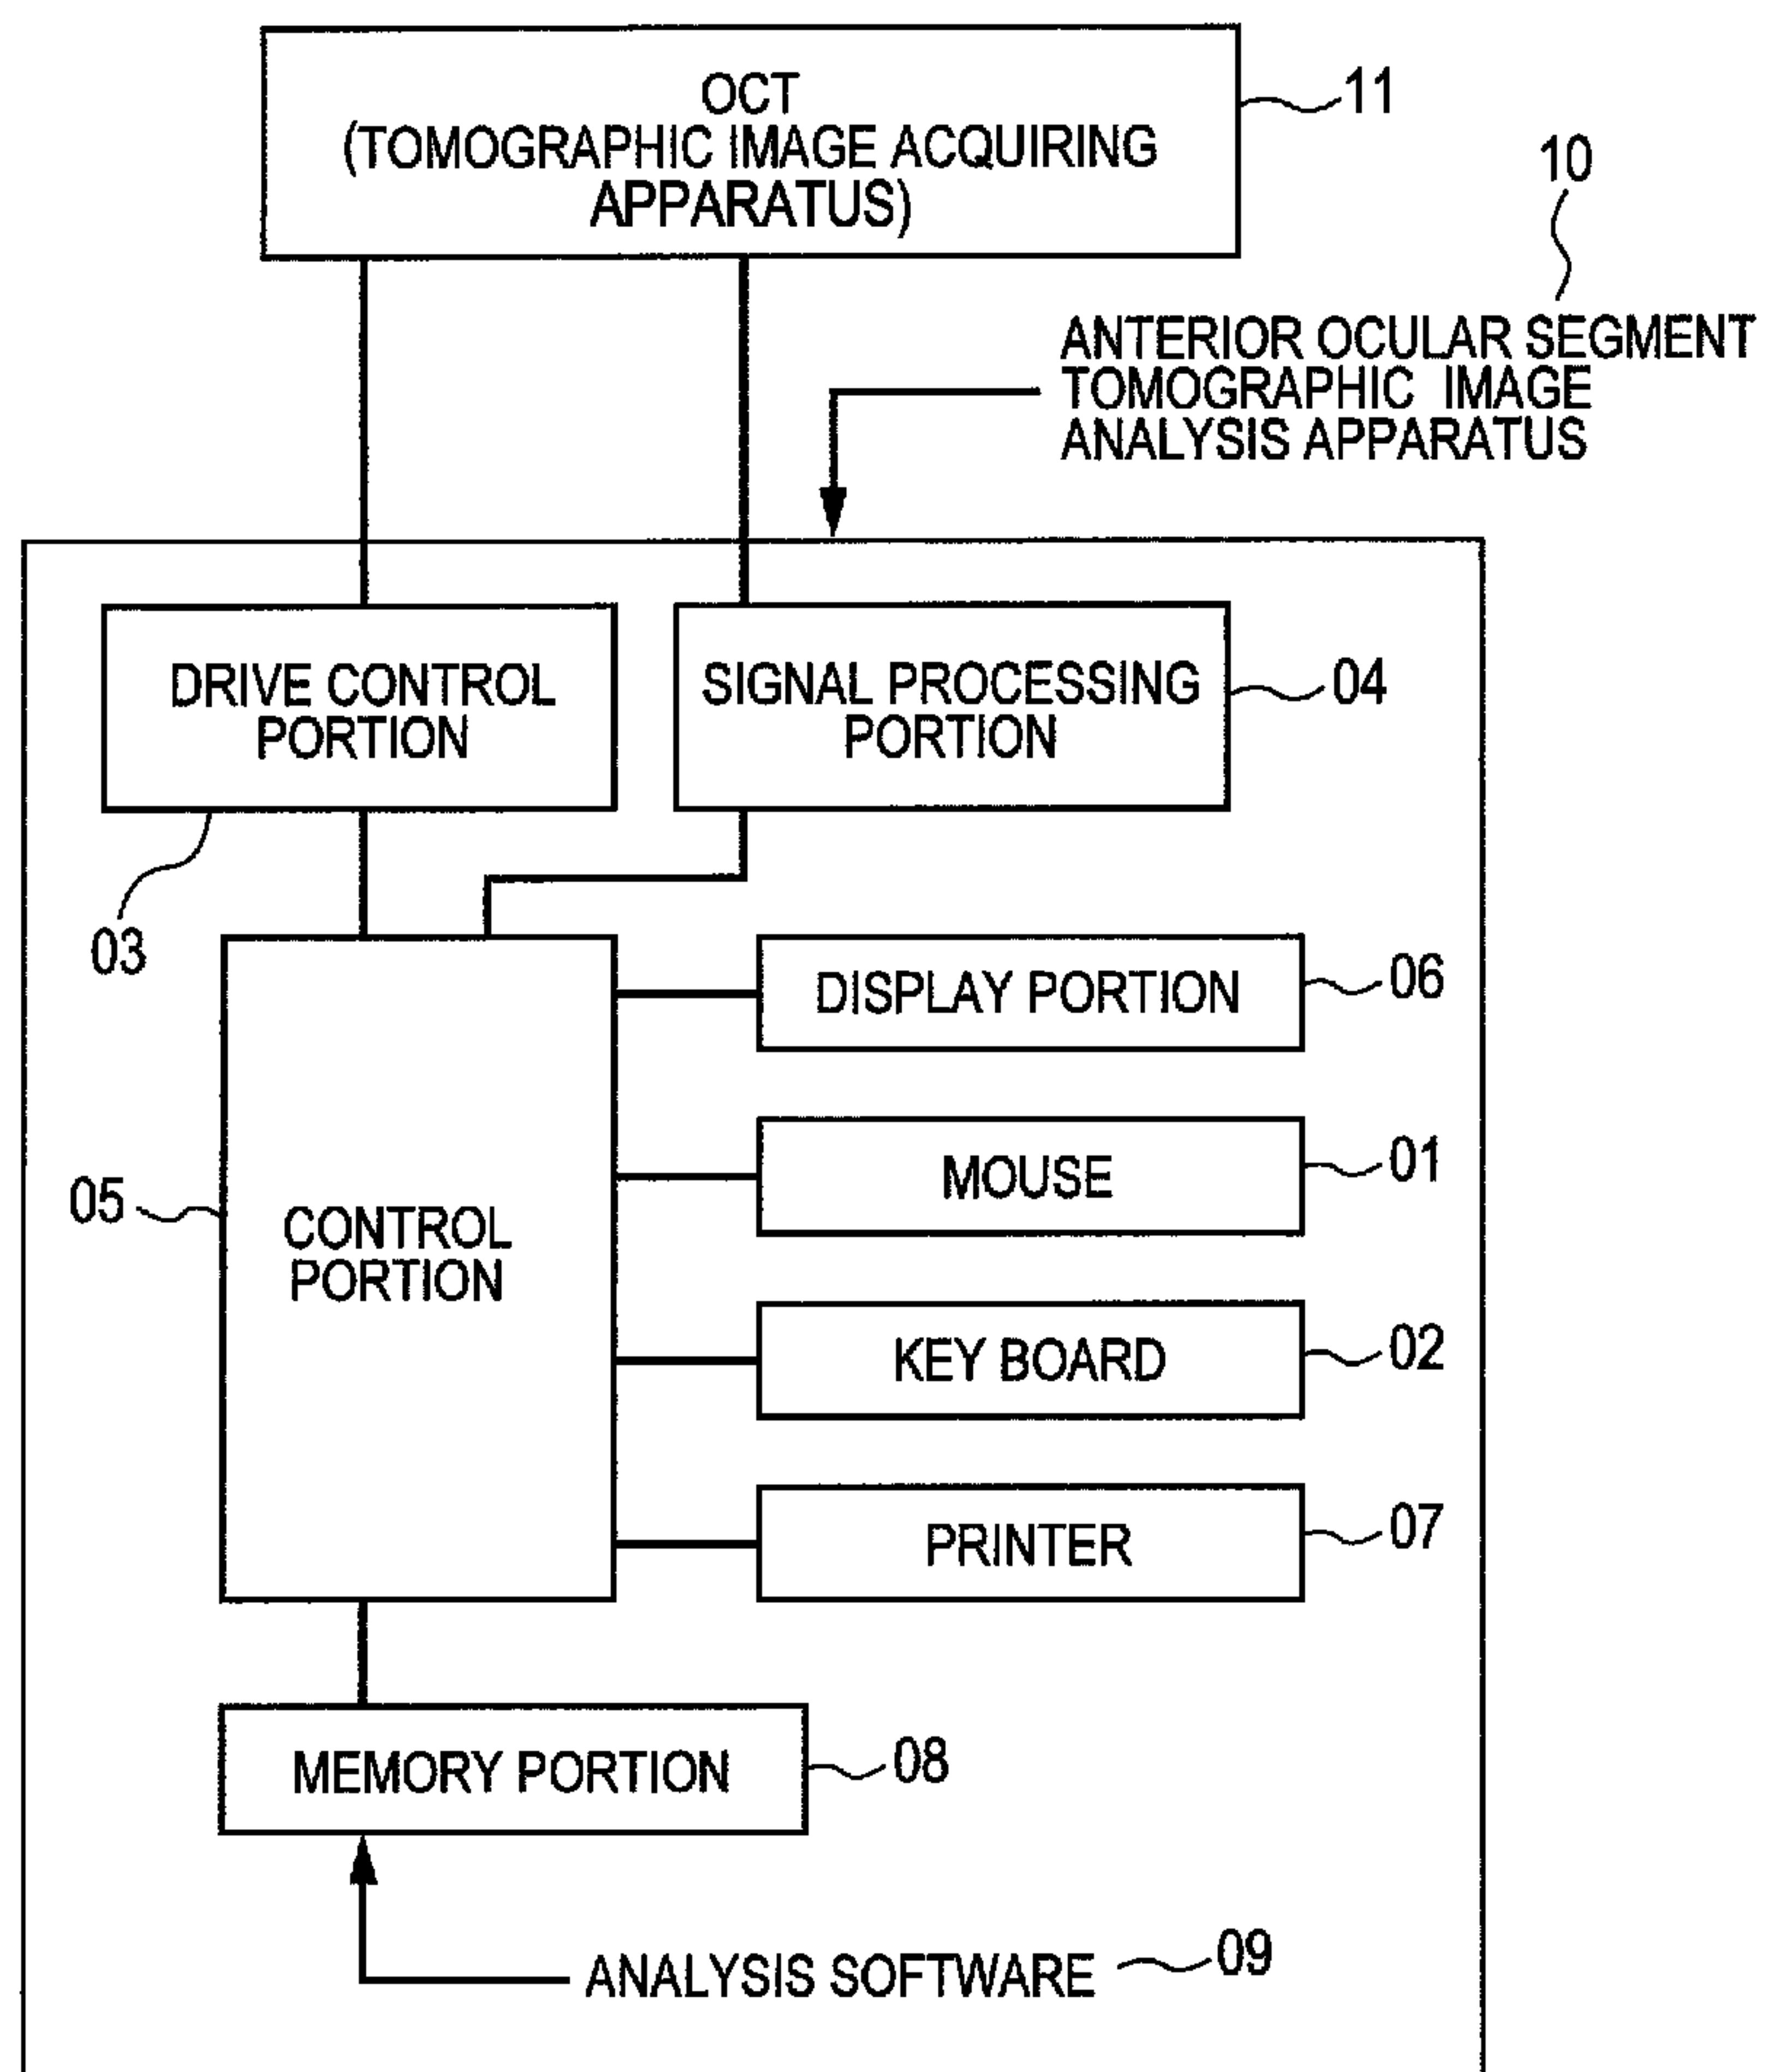 OCT
(TOMOGRAPHIC IMAGE ACQUIRING
APPARATUS)
11
10
ANTERIOR OCULAR SEGMENT
TOMOGRAPHIC IMAGE
ANALYSIS APPARATUS
DRIVE CONTROL
PORTION
03
SIGNAL PROCESSING
PORTION
04
05
CONTROL
PORTION
DISPLAY PORTION
06
MOUSE
01
KEY BOARD
02
PRINTER
07
MEMORY PORTION
08
ANALYSIS SOFTWARE
09